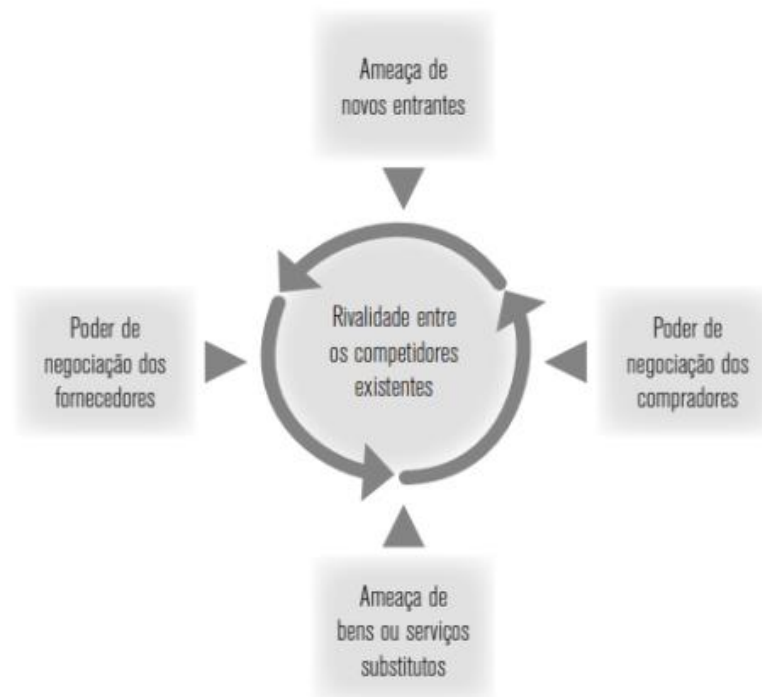 Ameaça de
novos entrantes
Poder de
negociação dos
fornecedores
Rivalidade entre
os competidores
existentes
Poder de
negociação dos
compradores
Ameaça de
bens ou serviços
substitutos